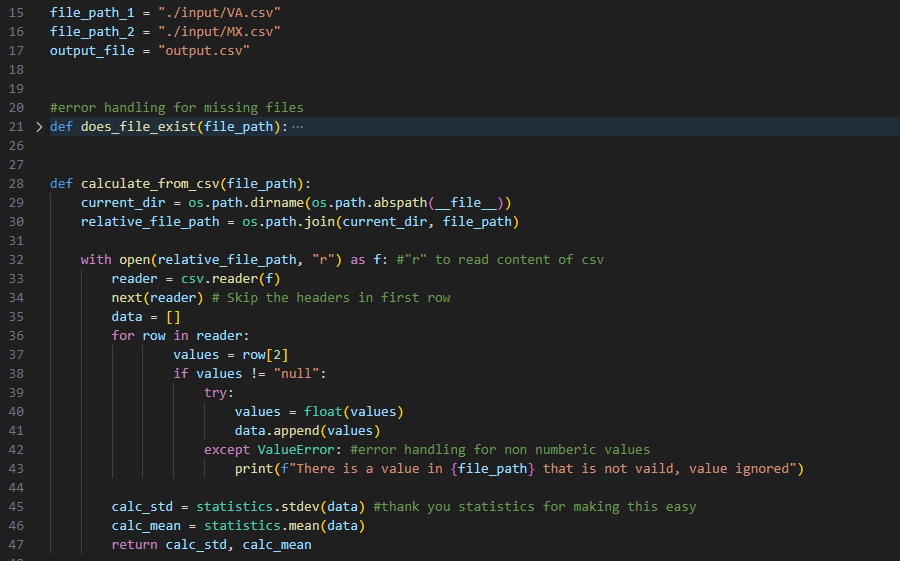 15 file_path_1 = "./input/VA.csv"
16 file_path_2 = "./input/MX.csv"
17 output_file = "output.csv"
18
19
20 #error handling for missing files
21 > def does_file_exist(file_path):···
26
27
28 def calculate_from_csv(file_path):
29     current_dir = os.path.dirname(os.path.abspath(__file__))
30     relative_file_path = os.path.join(current_dir, file_path)
31
32     with open(relative_file_path, "r") as f: #"r" to read content of csv
33         reader = csv.reader(f)
34         next(reader) # Skip the headers in first row
35         data = []
36         for row in reader:
37                 values = row[2]
38                 if values != "null":
39                     try:
40                         values = float(values)
41                         data.append(values)
42                     except ValueError: #error handling for non numberic values
43                         print(f"There is a value in {file_path} that is not vaild, value ignored")
44
45         calc_std = statistics.stdev(data) #thank you statistics for making this easy
46         calc_mean = statistics.mean(data)
47         return calc_std, calc_mean